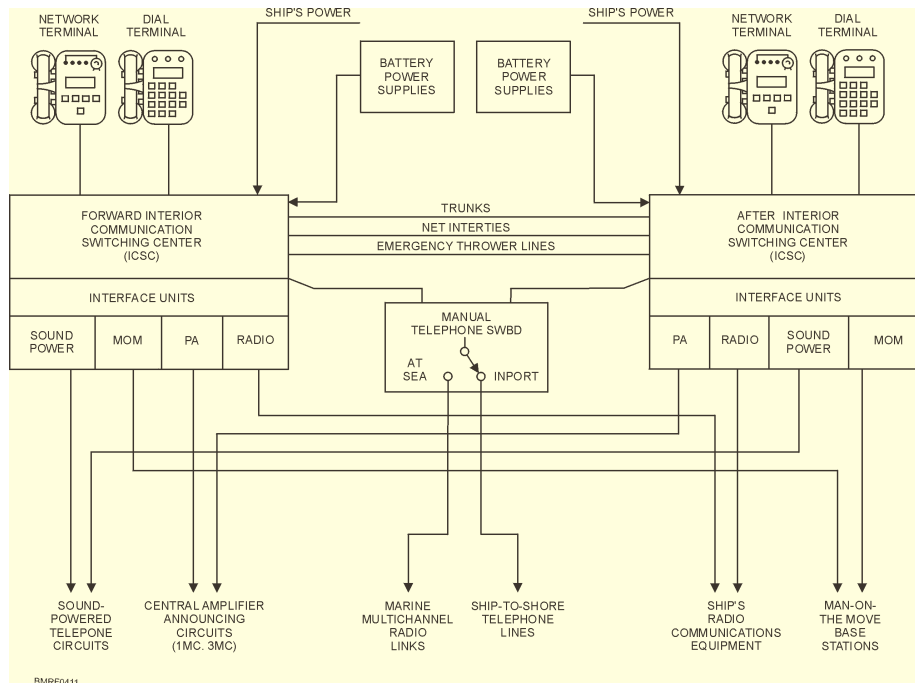 NETWORK
TERMINAL
DIAL
TERMINAL
SHIP'S POWER
SHIP'S POWER
NETWORK
TERMINAL
DIAL
TERMINAL
BATTERY
POWER
SUPPLIES
BATTERY
POWER
SUPPLIES
FORWARD INTERIOR
COMMUNICATION
SWITCHING CENTER
(ICSC)
TRUNKS
NET INTERTIES
EMERGENCY THROWER LINES
AFTER INTERIOR
COMMUNICATION
SWITCHING CENTER
(ICSC)
INTERFACE UNITS
INTERFACE UNITS
SOUND
POWER
MOM
PA
RADIO
MANUAL
TELEPHONE SWBD
AT
SEA
INPORT
PA
RADIO
SOUND
POWER
MOM
SOUND-
POWERED
TELEPONE
CIRCUITS
CENTRAL AMPLIFIER
ANNOUNCING
CIRCUITS
(1MC. 3MC)
MARINE
MULTICHANNEL
RADIO
LINKS
SHIP-TO-SHORE
TELEPHONE
LINES
SHIP'S
RADIO
COMMUNICATIONS
EQUIPMENT
MAN-ON-
THE MOVE
BASE
STATIONS
BMRF0411